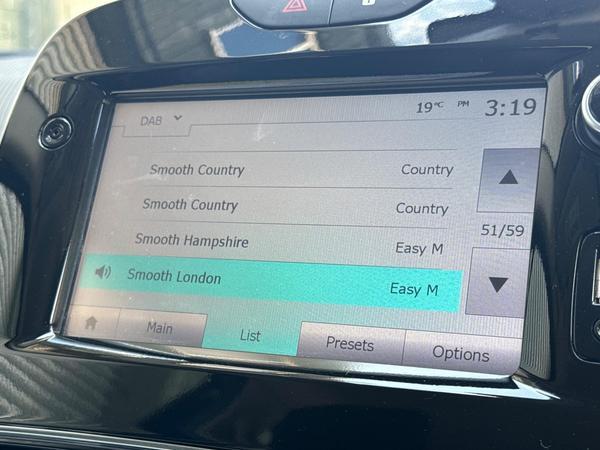 DAB 19°C PM 3:19
Smooth Country Country
Smooth Country Country
51/59
Smooth Hampshire Easy M
Smooth London Easy M
Main List Presets Options